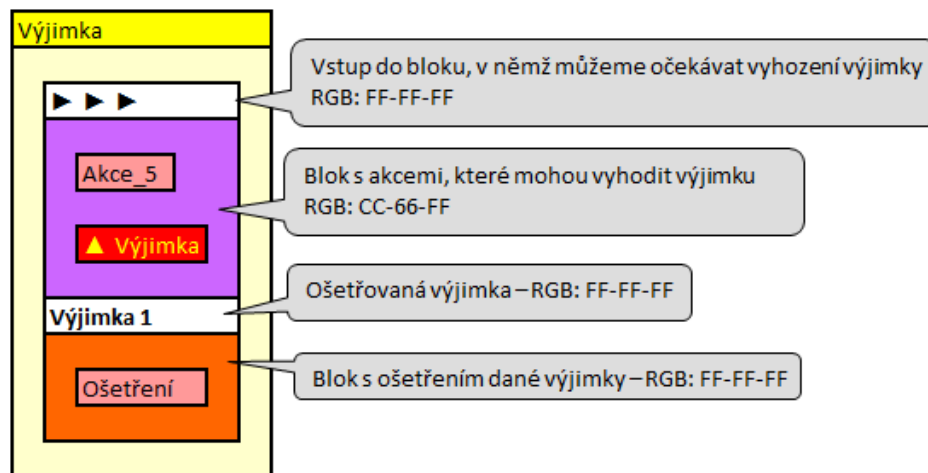 Výjimka
Vstup do bloku, v němž můžeme očekávat vyhození výjimky
RGB: FF-FF-FF
► ► ►
Akce_5
Blok s akcemi, které mohou vyhodit výjimku
RGB: CC-66-FF
▲ Výjimka
Ošetřovaná výjimka – RGB: FF-FF-FF
Výjimka 1
Blok s ošetřením dané výjimky – RGB: FF-FF-FF
Ošetření